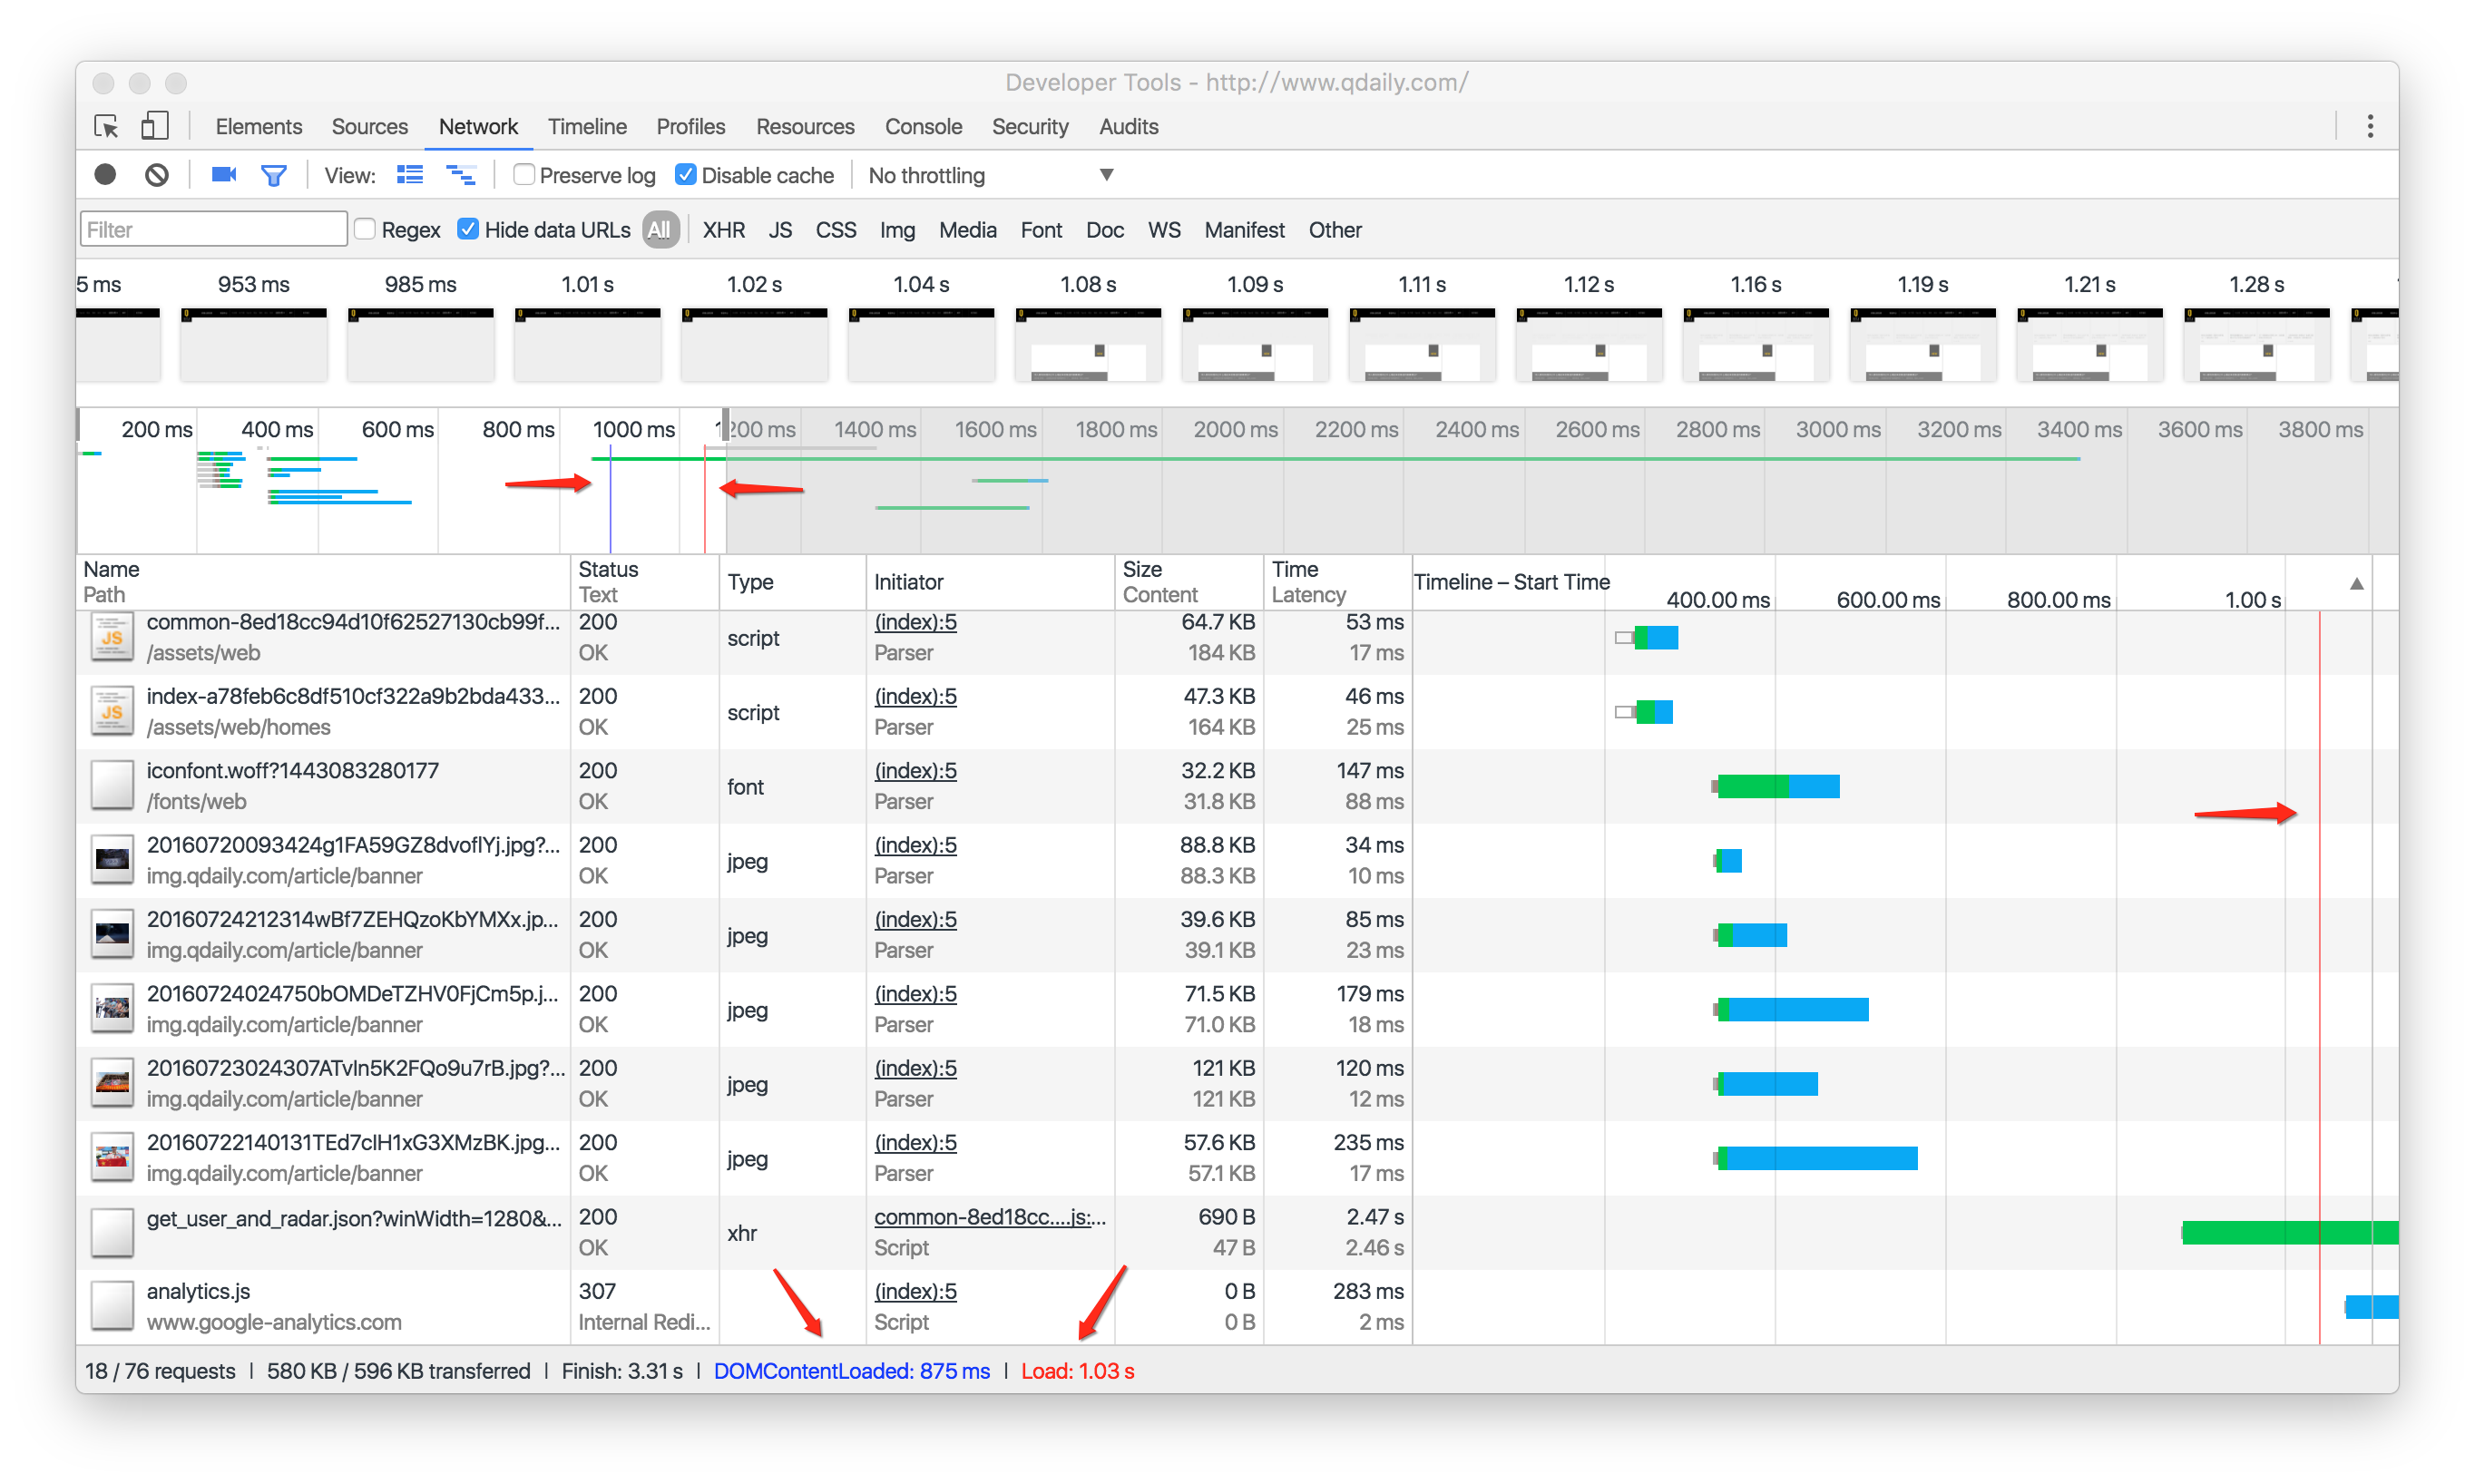 Developer Tools - http://www.qdaily.com/
Elements Sources Network Timeline Profiles Resources Console Security Audits
View: Preserve log Disable cache No throttling
Filter Regex Hide data URLs All XHR JS CSS Img Media Font Doc WS Manifest Other
5 ms 953 ms 985 ms 1.01 s 1.02 s 1.04 s 1.08 s 1.09 s 1.11 s 1.12 s 1.16 s 1.19 s 1.21 s 1.28 s
200 ms 400 ms 600 ms 800 ms 1000 ms 1200 ms 1400 ms 1600 ms 1800 ms 2000 ms 2200 ms 2400 ms 2600 ms 2800 ms 3000 ms 3200 ms 3400 ms 3600 ms 3800 ms
Name Status Type Initiator Size Time Timeline – Start Time
Path Text Content Latency 400.00 ms 600.00 ms 800.00 ms 1.00 s
common-8ed18cc94d10f62527130cb99f... 200 script (index):5 64.7 KB 53 ms
/assets/web OK Parser 184 KB 17 ms
index-a78feb6c8df510cf322a9b2bda433... 200 script (index):5 47.3 KB 46 ms
/assets/web/homes OK Parser 164 KB 25 ms
iconfont.woff?1443083280177 200 font (index):5 32.2 KB 147 ms
/fonts/web OK Parser 31.8 KB 88 ms
20160720093424g1FA59GZ8dvoflYj.jpg?... 200 jpeg (index):5 88.8 KB 34 ms
img.qdaily.com/article/banner OK Parser 88.3 KB 10 ms
20160724212314wBf7ZEHQzoKbYMXx.jp... 200 jpeg (index):5 39.6 KB 85 ms
img.qdaily.com/article/banner OK Parser 39.1 KB 23 ms
20160724024750bOMDeTZHV0FjCm5p.j... 200 jpeg (index):5 71.5 KB 179 ms
img.qdaily.com/article/banner OK Parser 71.0 KB 18 ms
20160723024307ATvln5K2FQo9u7rB.jpg?... 200 jpeg (index):5 121 KB 120 ms
img.qdaily.com/article/banner OK Parser 121 KB 12 ms
20160722140131TEd7clH1xG3XMzBK.jpg... 200 jpeg (index):5 57.6 KB 235 ms
img.qdaily.com/article/banner OK Parser 57.1 KB 17 ms
get_user_and_radar.json?winWidth=1280&... 200 xhr common-8ed18cc....js:... 690 B 2.47 s
OK Script 47 B 2.46 s
analytics.js 307 (index):5 0 B 283 ms
www.google-analytics.com Internal Redi... Script 0 B 2 ms
18 / 76 requests | 580 KB / 596 KB transferred | Finish: 3.31 s | DOMContentLoaded: 875 ms | Load: 1.03 s